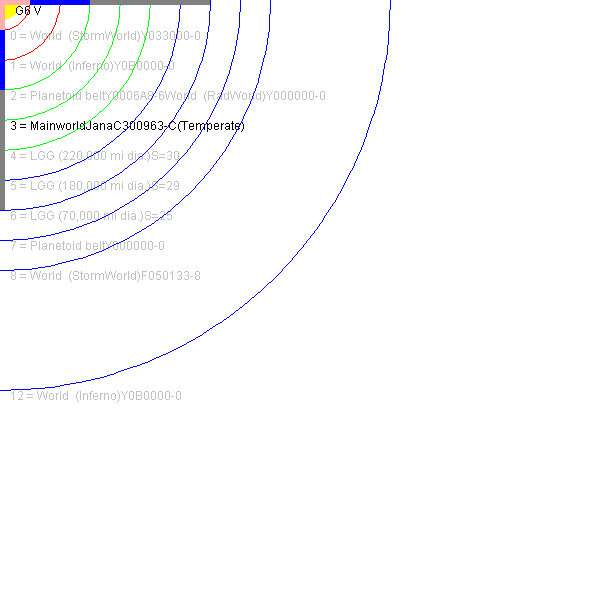 G6 V
0 = World  (StormWorld)Y033000-0
1 = World  (Inferno)Y0B0000-0
2 = Planetoid beltY0006A9-6World  (RadWorld)Y000000-0
3 = MainworldJanaC300963-C(Temperate)
4 = LGG (220,000 mi dia.)S=30
5 = LGG (180,000 mi dia.)S=29
6 = LGG (70,000 mi dia.)S=25
7 = Planetoid beltY000000-0
8 = World  (StormWorld)F050133-8
12 = World  (Inferno)Y0B0000-0